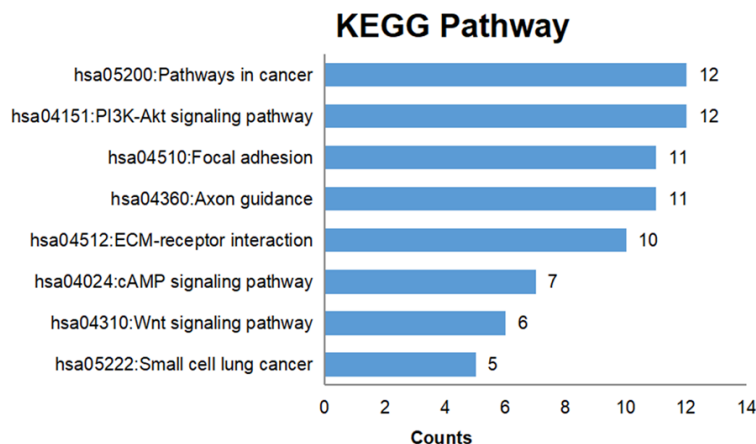 KEGG Pathway
hsa05200:Pathways in cancer 12
hsa04151:PI3K-Akt signaling pathway 12
hsa04510:Focal adhesion 11
hsa04360:Axon guidance 11
hsa04512:ECM-receptor interaction 10
hsa04024:cAMP signaling pathway 7
hsa04310:Wnt signaling pathway 6
hsa05222:Small cell lung cancer 5
0 2 4 6 8 10 12 14
Counts